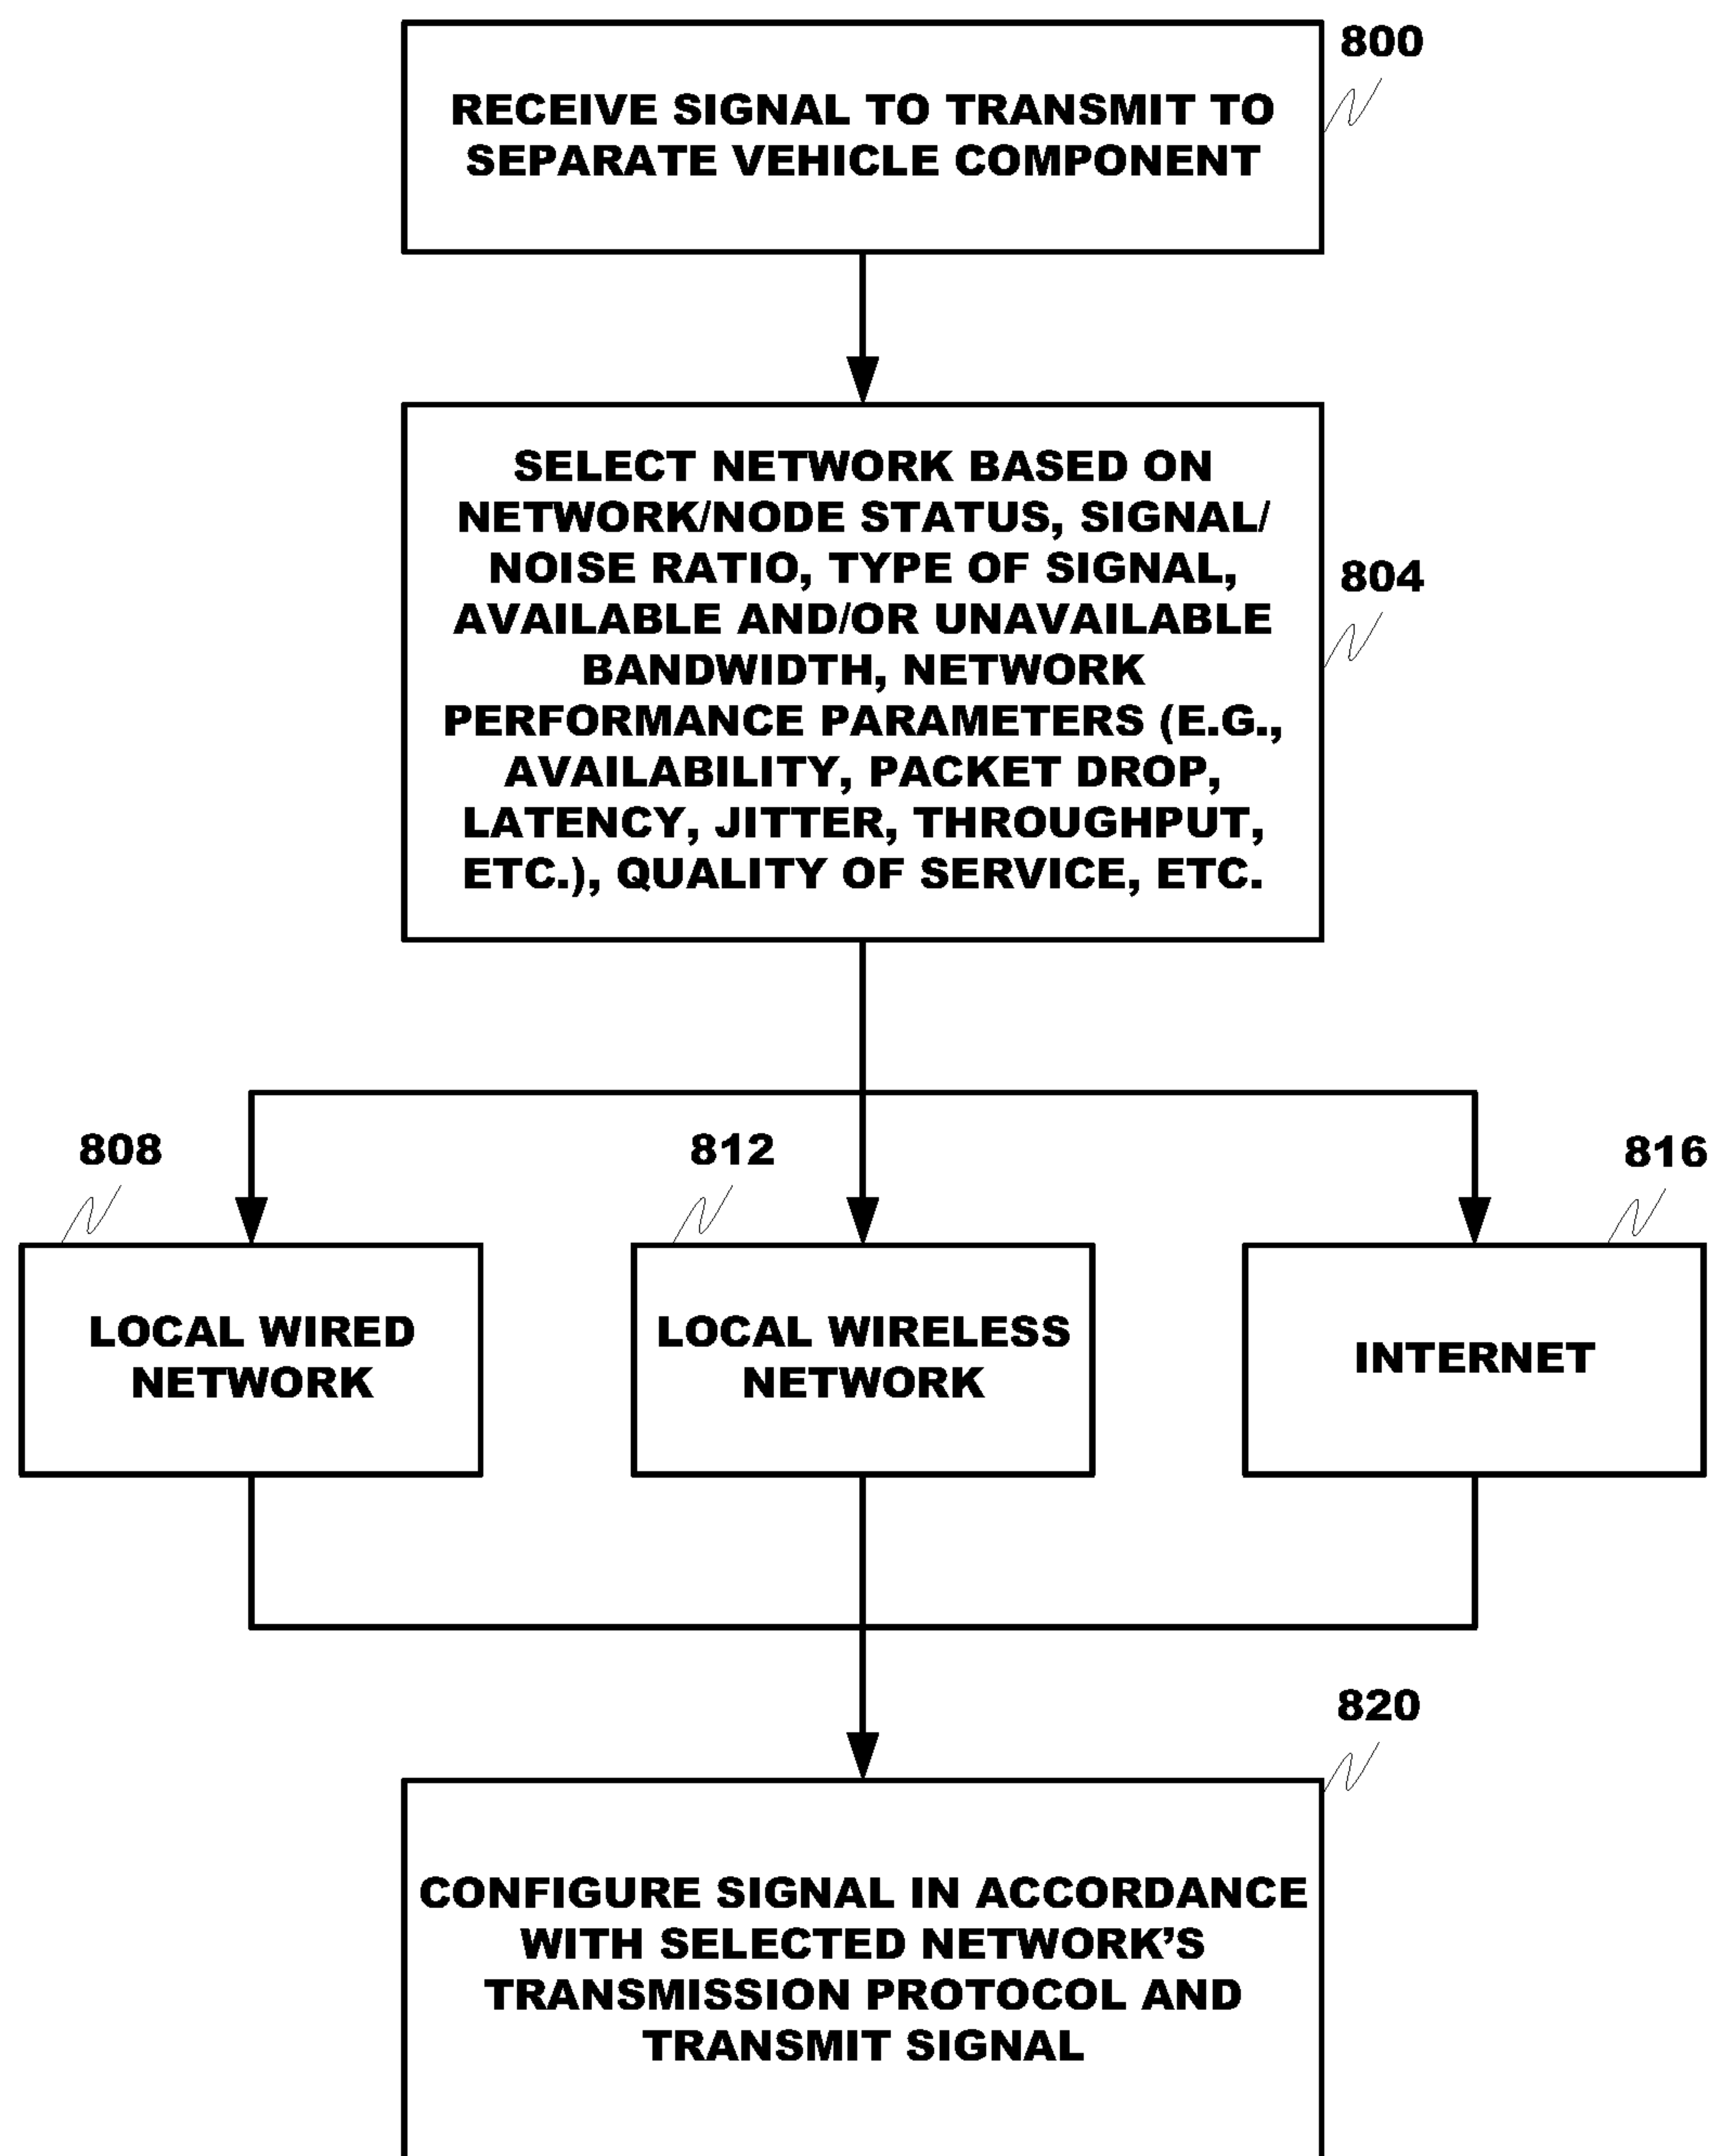 800
RECEIVE SIGNAL TO TRANSMIT TO
SEPARATE VEHICLE COMPONENT
SELECT NETWORK BASED ON
NETWORK/NODE STATUS, SIGNAL/
NOISE RATIO, TYPE OF SIGNAL,
804
AVAILABLE AND/OR UNAVAILABLE
BANDWIDTH, NETWORK
PERFORMANCE PARAMETERS (E.G.,
AVAILABILITY, PACKET DROP,
LATENCY, JITTER, THROUGHPUT,
ETC.), QUALITY OF SERVICE, ETC.
808
812
816
LOCAL WIRED
NETWORK
LOCAL WIRELESS
NETWORK
INTERNET
820
CONFIGURE SIGNAL IN ACCORDANCE
WITH SELECTED NETWORK’S
TRANSMISSION PROTOCOL AND
TRANSMIT SIGNAL